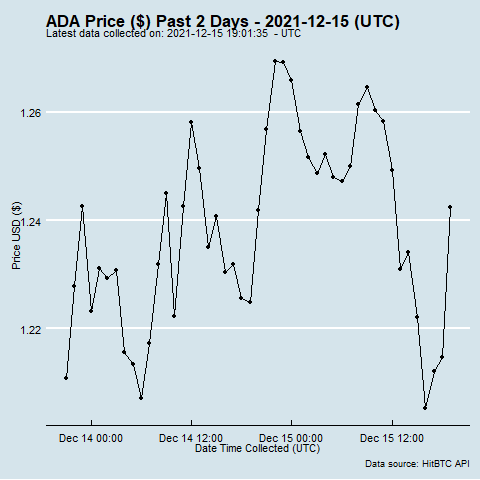 ADA Price ($) Past 2 Days - 2021-12-15 (UTC)
Latest data collected on: 2021-12-15 19:01:35 - UTC
1.26
1.24
1.22
Price USD ($)
Dec 14 00:00 Dec 14 12:00 Dec 15 00:00 Dec 15 12:00
Date Time Collected (UTC)
Data source: HitBTC API